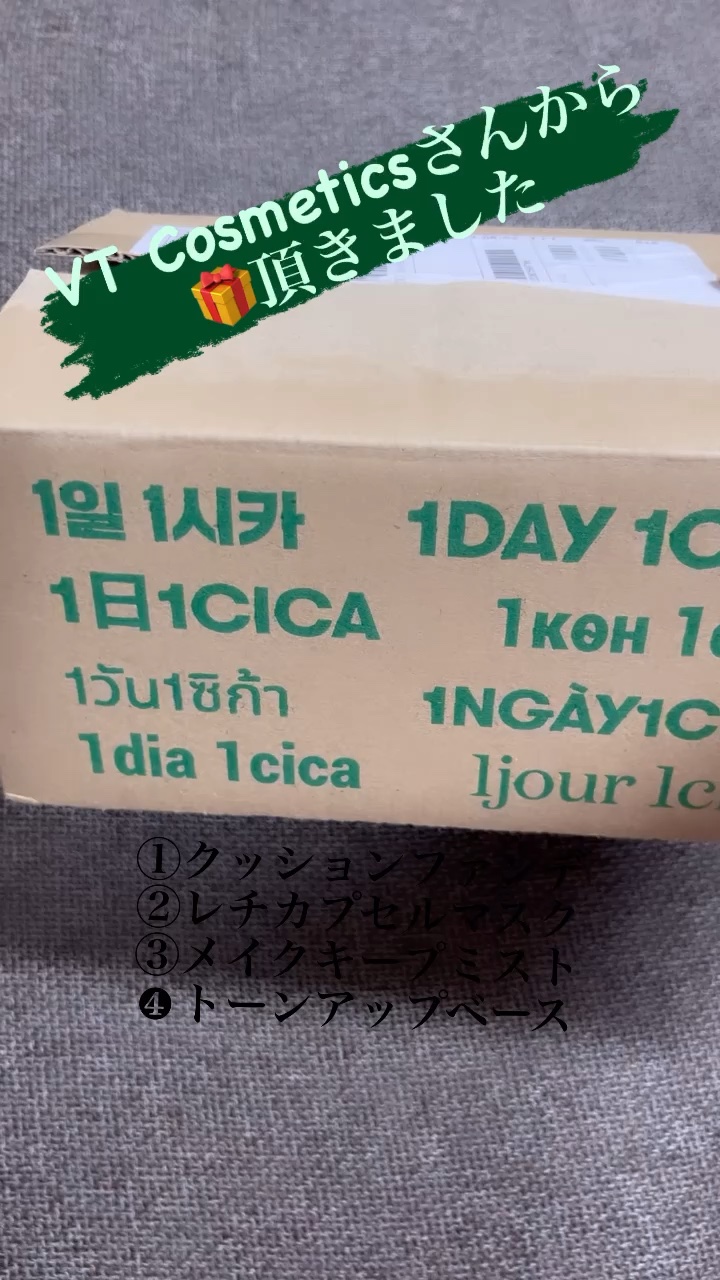 VT Cosmeticsさんから
🎁頂きました
1일 1시카
1DAY 1C
1日1CICA
1көн 1c
1วัน1ซิก้า
1NGÀY1C
1dia 1cica
1jour 1c
①クッションファンデ
②レチカプセルマスク
③メイクキープミスト
❹トーンアップベース